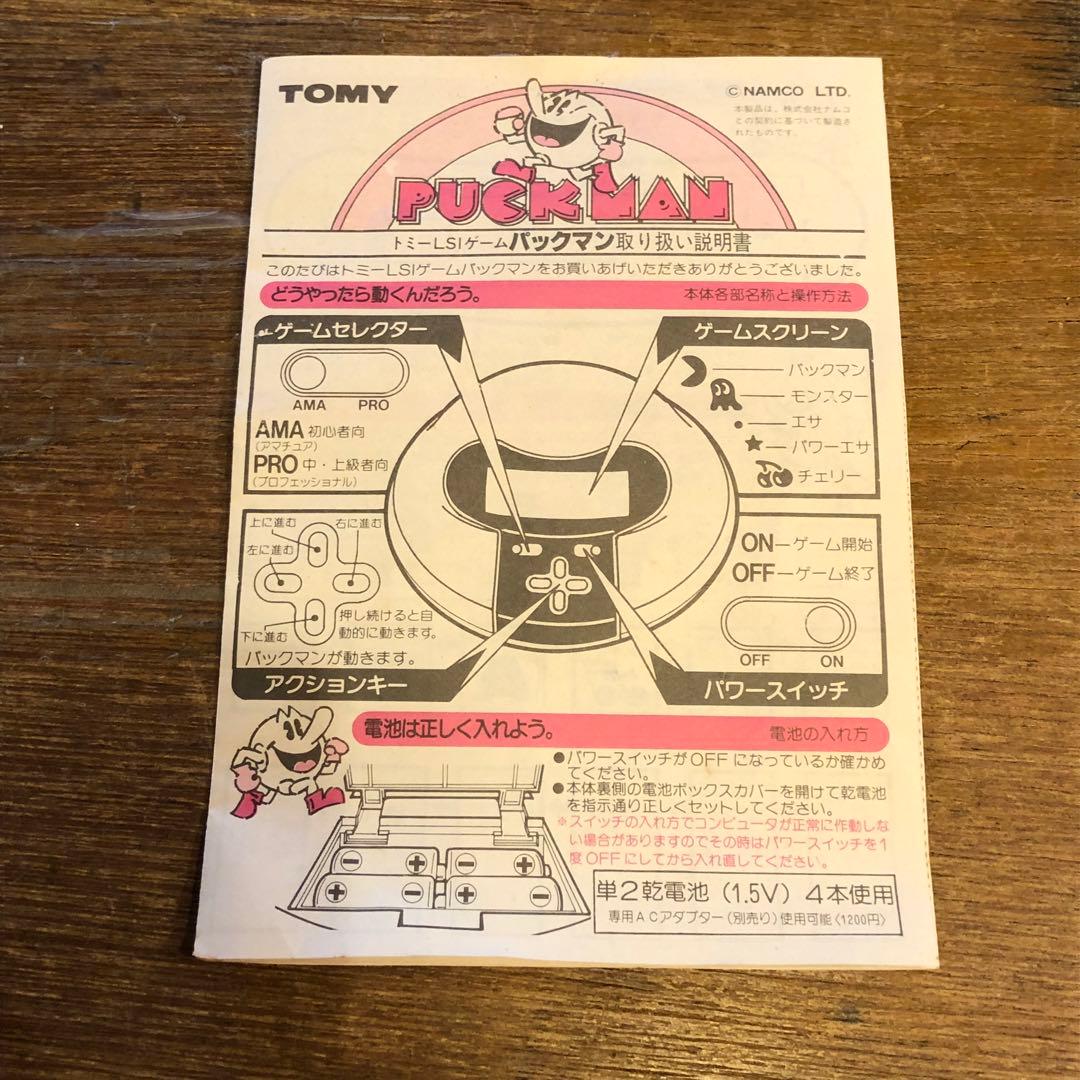 TOMY
© NAMCO LTD.
本製品は、株式会社ナムコ
との契約に基づいて製造さ
れたものです。
PUCKMAN
トミーLSIゲームパックマン取り扱い説明書
このたびはトミーLSIゲームパックマンをお買いあげいただきありがとうございました。
どうやったら動くんだろう。 本体各部名称と操作方法
ゲームセレクター
AMA PRO
AMA 初心者向
(アマチュア)
PRO 中・上級者向
(プロフェッショナル)
ゲームスクリーン
パックマン
モンスター
エサ
パワーエサ
チェリー
上に進む 右に進む
左に進む
下に進む
押し続けると自
動的に動きます。
パックマンが動きます。
アクションキー
ON―ゲーム開始
OFF―ゲーム終了
OFF ON
パワースイッチ
電池は正しく入れよう。 電池の入れ方
●パワースイッチがOFFになっているか確かめ
てください。
●本体裏側の電池ボックスカバーを開けて乾電池
を指示通り正しくセットしてください。
※スイッチの入れ方でコンピュータが正常に作動しな
い場合がありますのでその時はパワースイッチを1
度OFFにしてから入れ直してください。
単2乾電池(1.5V)4本使用
専用ACアダプター(別売り)使用可能〈1200円〉